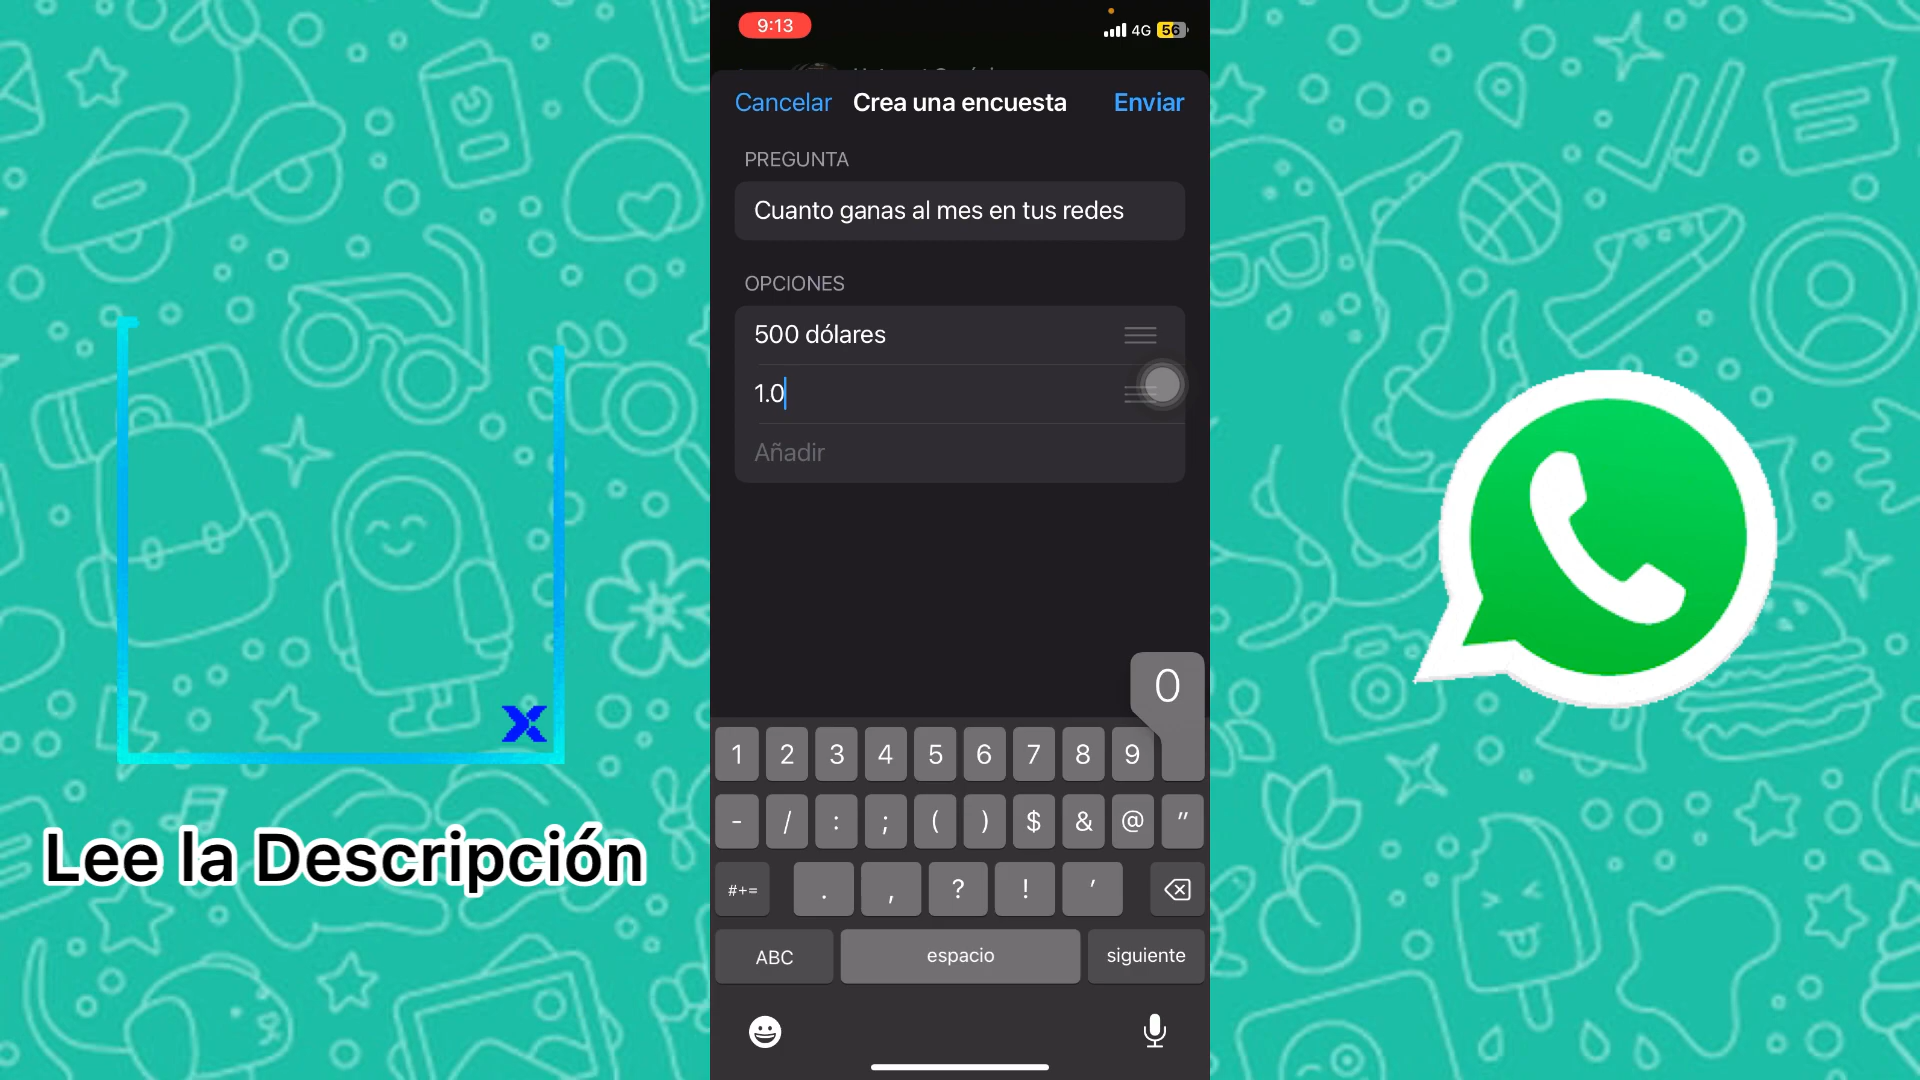 9:13
4G 56
Cancelar Crea una encuesta Enviar
PREGUNTA
Cuanto ganas al mes en tus redes
OPCIONES
500 dólares
1.0
Añadir
0
1 2 3 4 5 6 7 8 9
- / : ; ( ) $ & @ "
#+= . , ? ! '
ABC espacio siguiente
Lee la Descripción